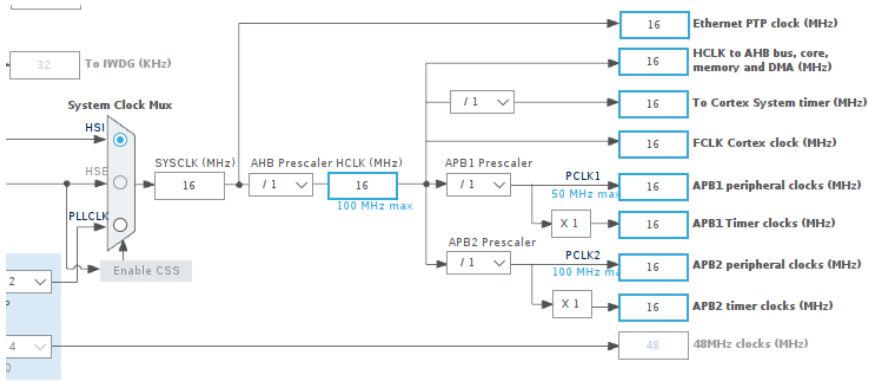 16 Ethernet PTP clock (MHz)
32 To IWDG (KHz)
16 HCLK to AHB bus, core,
memory and DMA (MHz)
System Clock Mux
/ 1 16 To Cortex System timer (MHz)
HSI
16 FCLK Cortex clock (MHz)
SYSCLK (MHz) AHB Prescaler HCLK (MHz) APB1 Prescaler
HSE 16 / 1 16 / 1 PCLK1 16 APB1 peripheral clocks (MHz)
100 MHz max 50 MHz max
PLLCLK X 1 16 APB1 Timer clocks (MHz)
APB2 Prescaler
PCLK2
/ 1 16 APB2 peripheral clocks (MHz)
Enable CSS 100 MHz ma
2
X 1 16 APB2 timer clocks (MHz)
4 48 48MHz clocks (MHz)